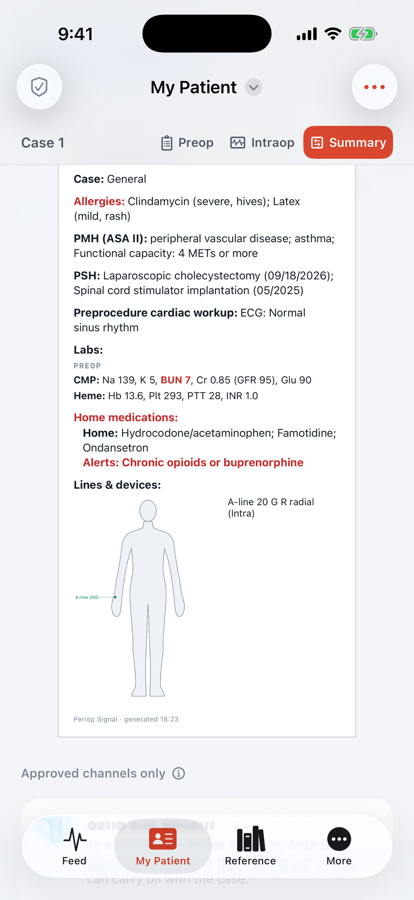 9:41
My Patient
Case 1
Preop
Intraop
Summary
Case: General
Allergies: Clindamycin (severe, hives); Latex
(mild, rash)
PMH (ASA II): peripheral vascular disease; asthma;
Functional capacity: 4 METs or more
PSH: Laparoscopic cholecystectomy (09/18/2026);
Spinal cord stimulator implantation (05/2025)
Preprocedure cardiac workup: ECG: Normal
sinus rhythm
Labs:
PREOP
CMP: Na 139, K 5, BUN 7, Cr 0.85 (GFR 95), Glu 90
Heme: Hb 13.6, Plt 293, PTT 28, INR 1.0
Home medications:
Home: Hydrocodone/acetaminophen; Famotidine;
Ondansetron
Alerts: Chronic opioids or buprenorphine
Lines & devices:
A-line 20 G R radial
(Intra)
A-line 20G
Periop Signal · generated 18:23
Approved channels only
Feed
My Patient
Reference
More
can carry on with the case.